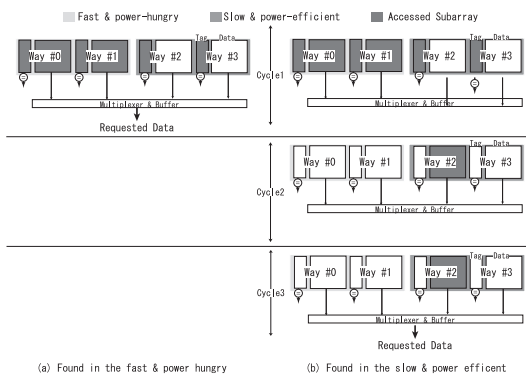 Fast & power-hungry
Slow & power-efficient
Accessed Subarray
Tag Data
Way #0
Way #1
Way #2
Way #3
Multiplexer & Buffer
Requested Data
Cycle1
Tag Data
Way #0
Way #1
Way #2
Way #3
Multiplexer & Buffer
Cycle2
Tag Data
Way #0
Way #1
Way #2
Way #3
Multiplexer & Buffer
Cycle3
Tag Data
Way #0
Way #1
Way #2
Way #3
Multiplexer & Buffer
Requested Data
(a) Found in the fast & power hungry
(b) Found in the slow & power efficent